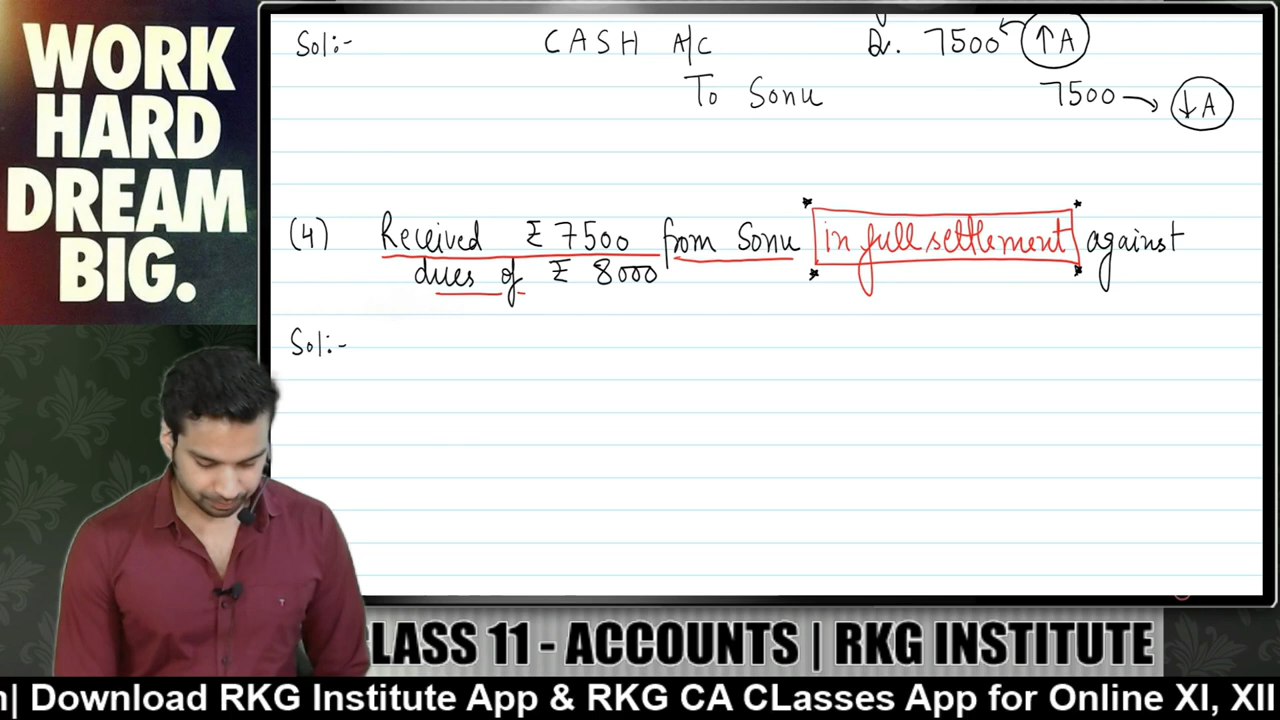 WORK
HARD
DREAM
BIG.
Sol:- CASH A/C Dr. 7500 ↑A
To Sonu 7500 → ↓A
(4) Received ₹ 7500 from Sonu in full settlement against
dues of ₹ 8000
Sol:-
CLASS 11 - ACCOUNTS | RKG INSTITUTE
| Download RKG Institute App & RKG CA CLasses App for Online XI, XII